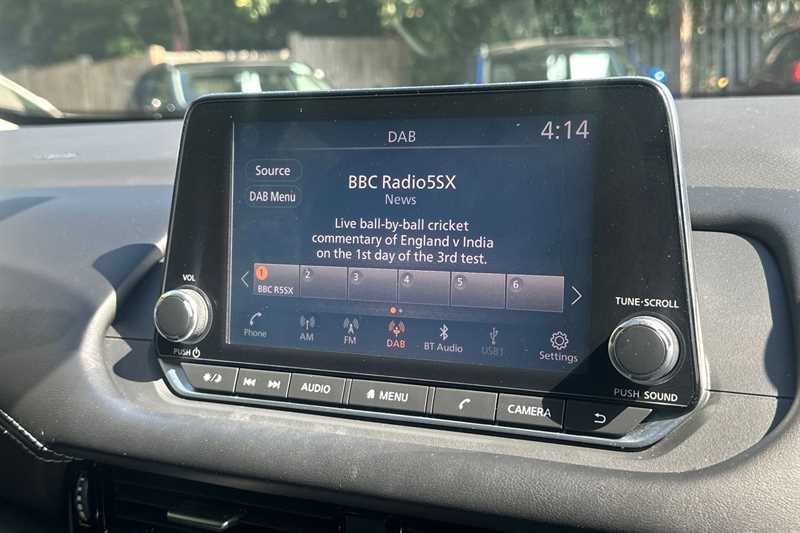 DAB
4:14
Source
DAB Menu
BBC Radio5SX
News
Live ball-by-ball cricket
commentary of England v India
on the 1st day of the 3rd test.
1 2 3 4 5 6
BBC R5SX
Phone AM FM DAB BT Audio USB1 Settings
VOL
PUSH
TUNE·SCROLL
PUSH SOUND
AUDIO MENU CAMERA